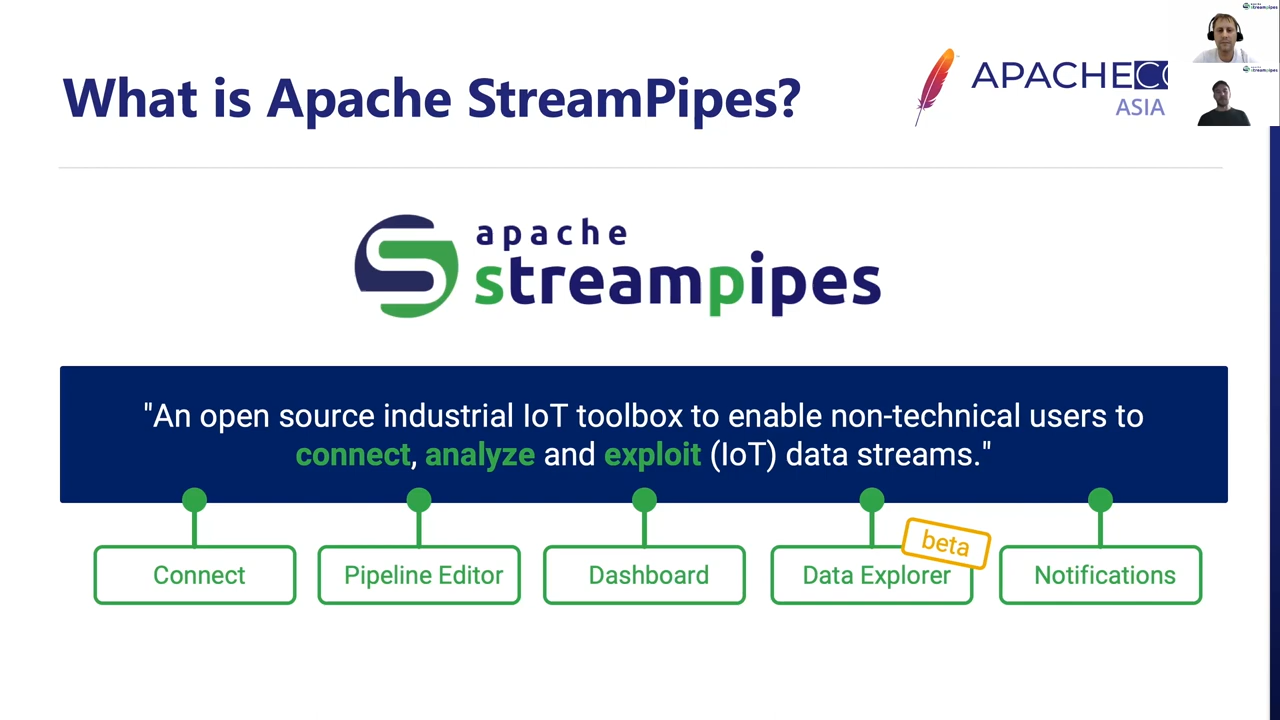 What is Apache StreamPipes?
APACHECO
ASIA
apache
streampipes
"An open source industrial IoT toolbox to enable non-technical users to
connect, analyze and exploit (IoT) data streams."
beta
Connect
Pipeline Editor
Dashboard
Data Explorer
Notifications